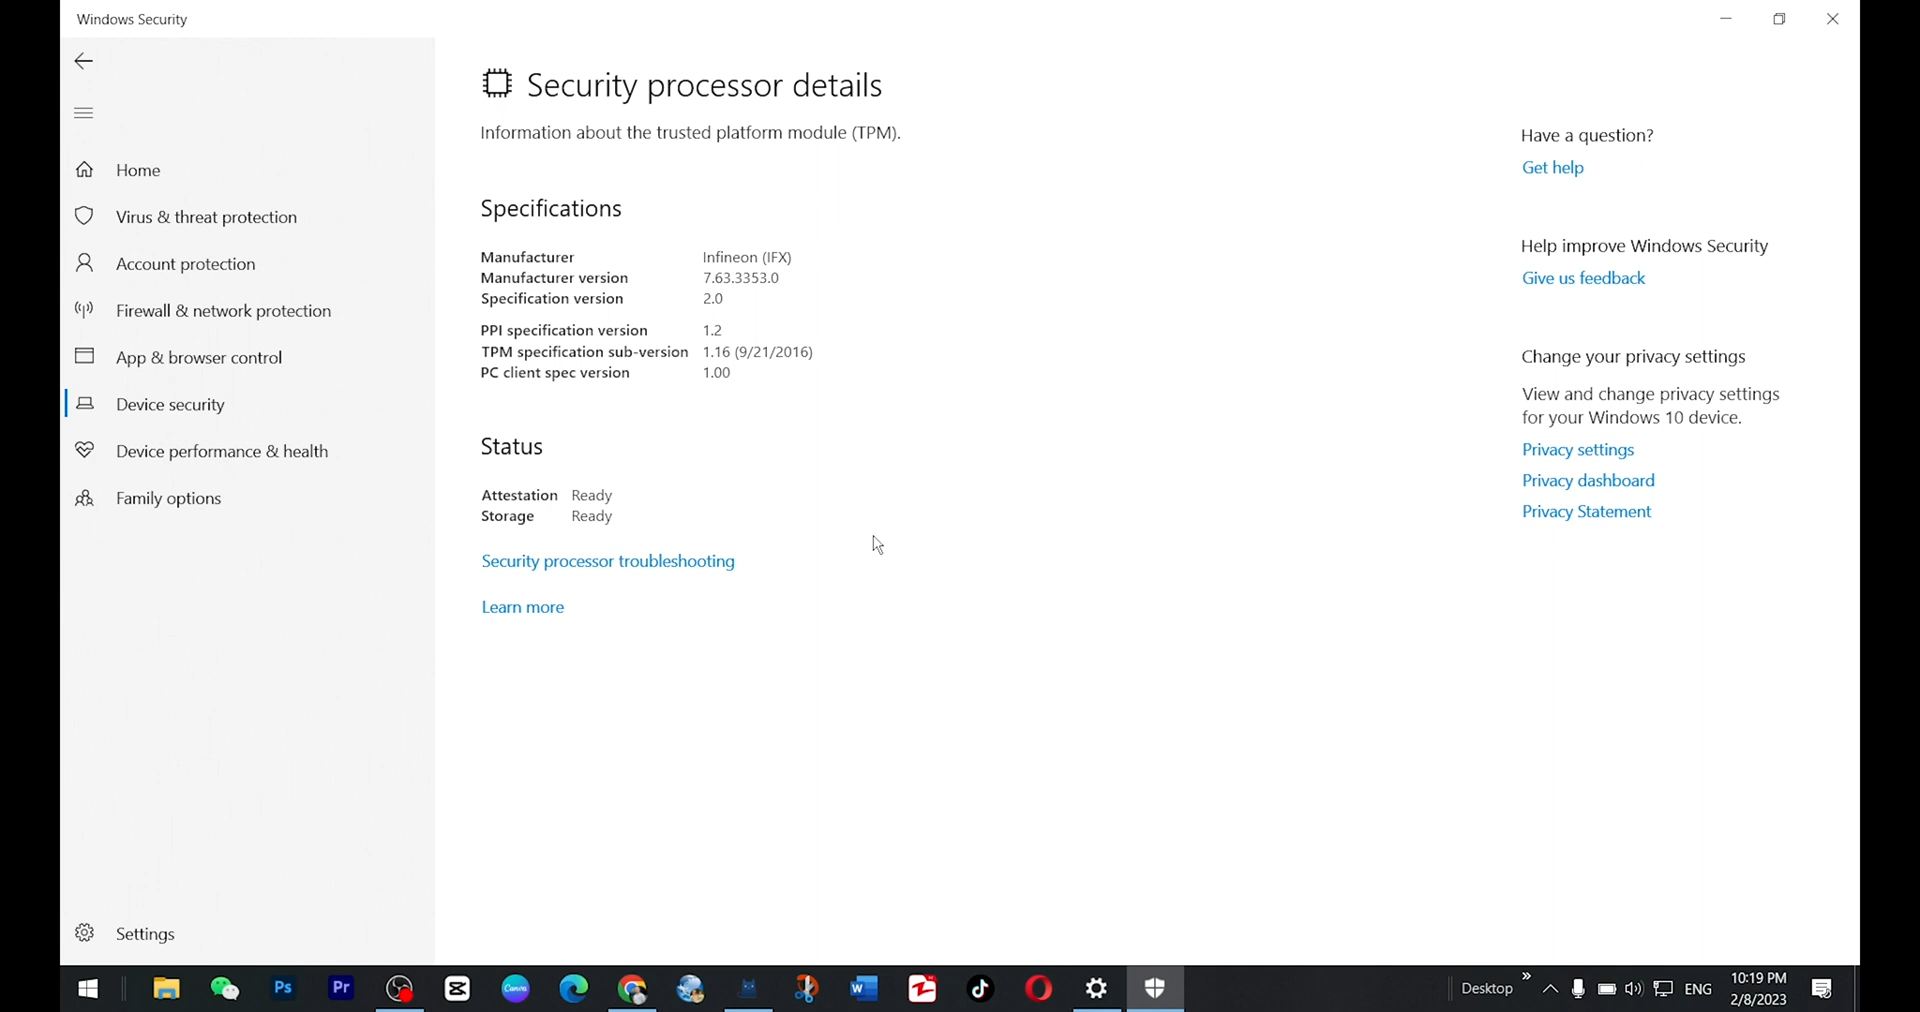 Windows Security
Home
Virus & threat protection
Account protection
Firewall & network protection
App & browser control
Device security
Device performance & health
Family options
Settings
Security processor details
Information about the trusted platform module (TPM).
Specifications
Manufacturer Infineon (IFX)
Manufacturer version 7.63.3353.0
Specification version 2.0
PPI specification version 1.2
TPM specification sub-version 1.16 (9/21/2016)
PC client spec version 1.00
Status
Attestation Ready
Storage Ready
Security processor troubleshooting
Learn more
Have a question?
Get help
Help improve Windows Security
Give us feedback
Change your privacy settings
View and change privacy settings
for your Windows 10 device.
Privacy settings
Privacy dashboard
Privacy Statement
Ps
Pr
Canva
W
Desktop
ENG
10:19 PM
2/8/2023